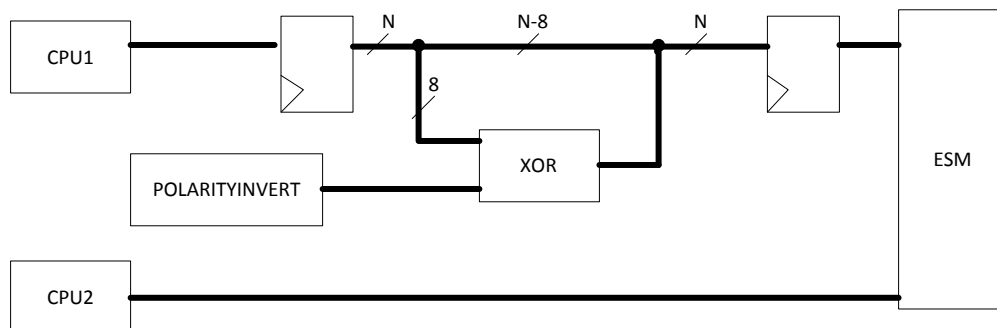 N
N-8
N
CPU1
8
XOR
ESM
POLARITYINVERT
CPU2